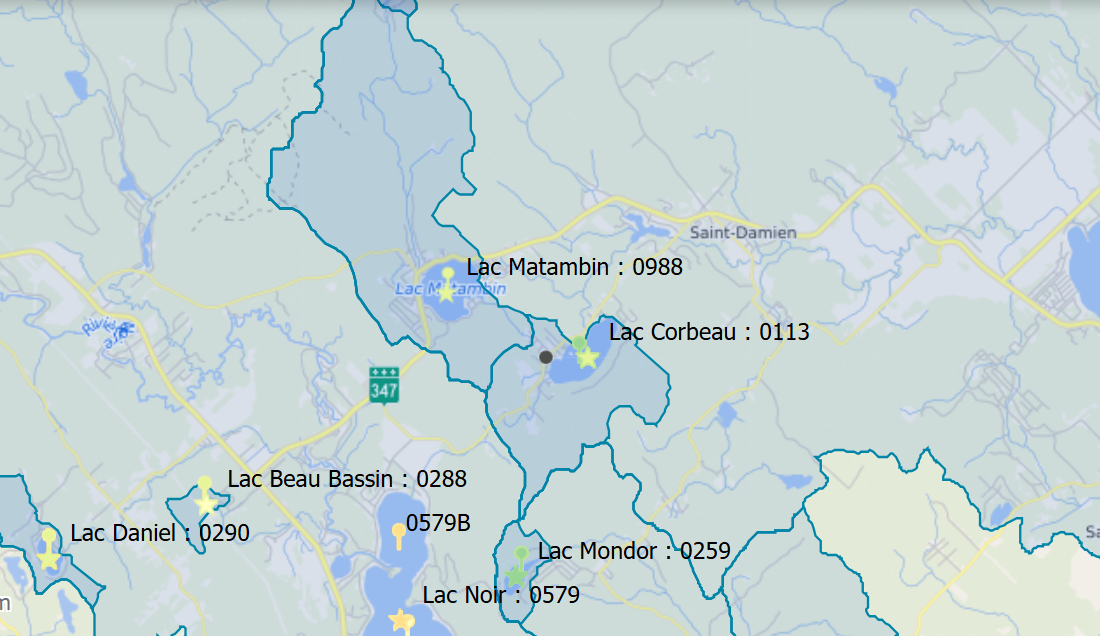 Saint-Damien
Lac Matambin : 0988
Lac Matambin
Rivière
Lac Corbeau : 0113
347
Lac Beau Bassin : 0288
0579B
Lac Daniel : 0290
Lac Mondor : 0259
Lac Noir : 0579